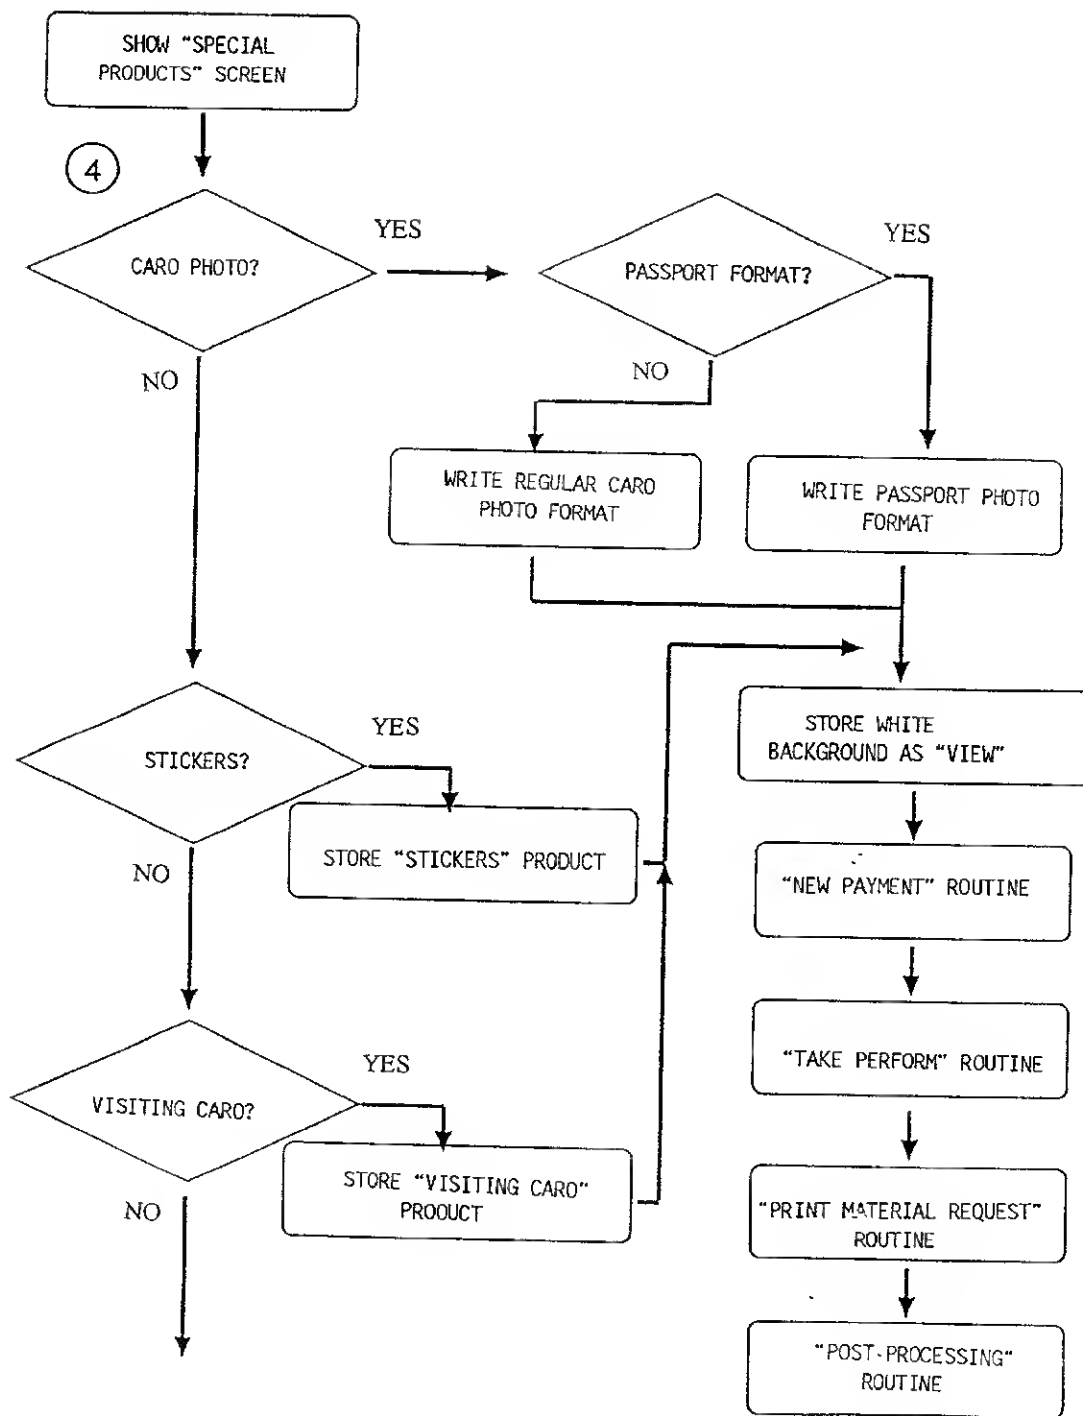 SHOW "SPECIAL
PRODUCTS" SCREEN
4
CARO PHOTO?
YES
PASSPORT FORMAT?
YES
NO
NO
WRITE REGULAR CARO
PHOTO FORMAT
WRITE PASSPORT PHOTO
FORMAT
STICKERS?
YES
STORE WHITE
BACKGROUND AS "VIEW"
STORE "STICKERS" PRODUCT
NO
"NEW PAYMENT" ROUTINE
"TAKE PERFORM" ROUTINE
VISITING CARO?
YES
STORE "VISITING CARO"
PROOUCT
NO
"PRINT MATERIAL REQUEST"
ROUTINE
"POST-PROCESSING"
ROUTINE